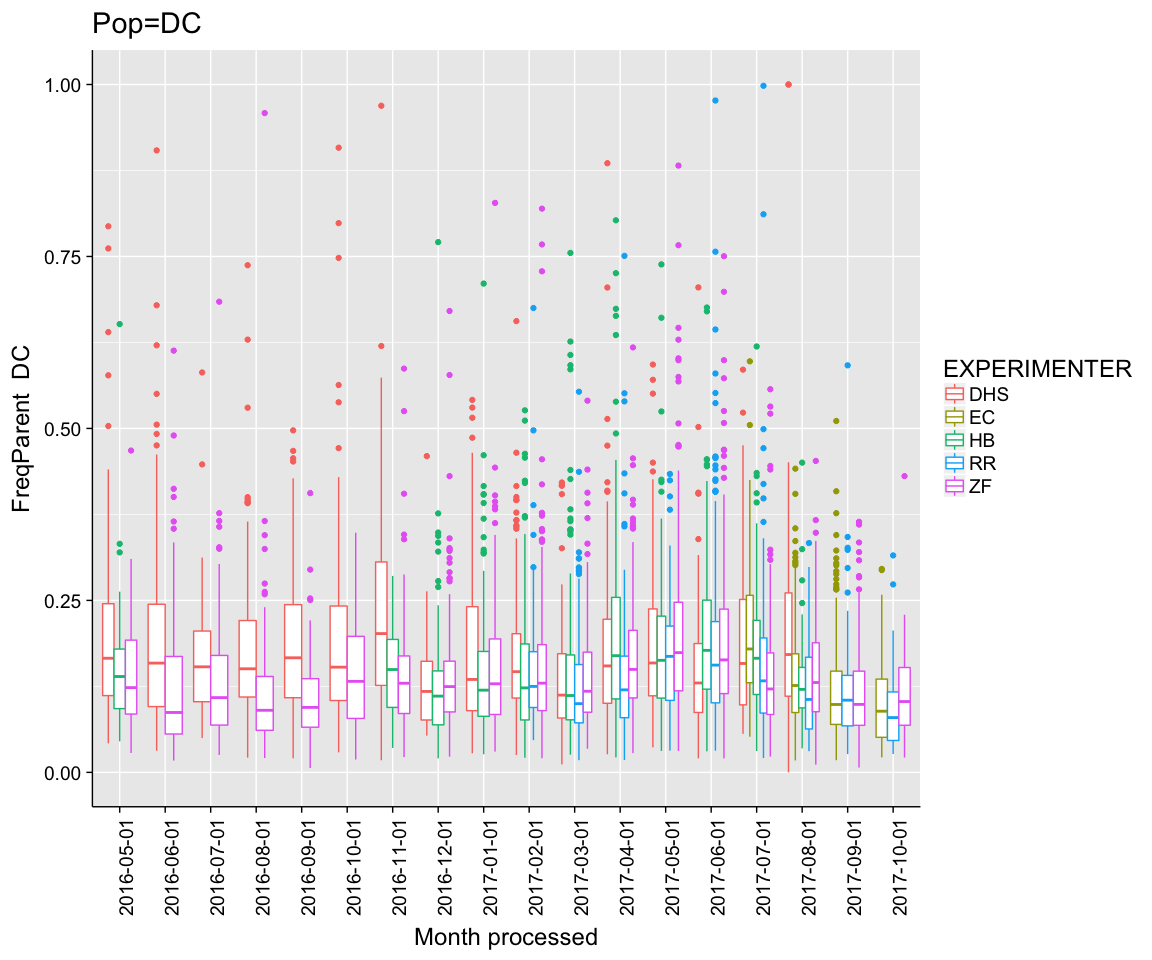 Pop=DC
1.00
0.75
0.50
0.25
0.00
FreqParent DC
2016-05-01
2016-06-01
2016-07-01
2016-08-01
2016-09-01
2016-10-01
2016-11-01
2016-12-01
2017-01-01
2017-02-01
2017-03-01
2017-04-01
2017-05-01
2017-06-01
2017-07-01
2017-08-01
2017-09-01
2017-10-01
Month processed
EXPERIMENTER
DHS
EC
HB
RR
ZF